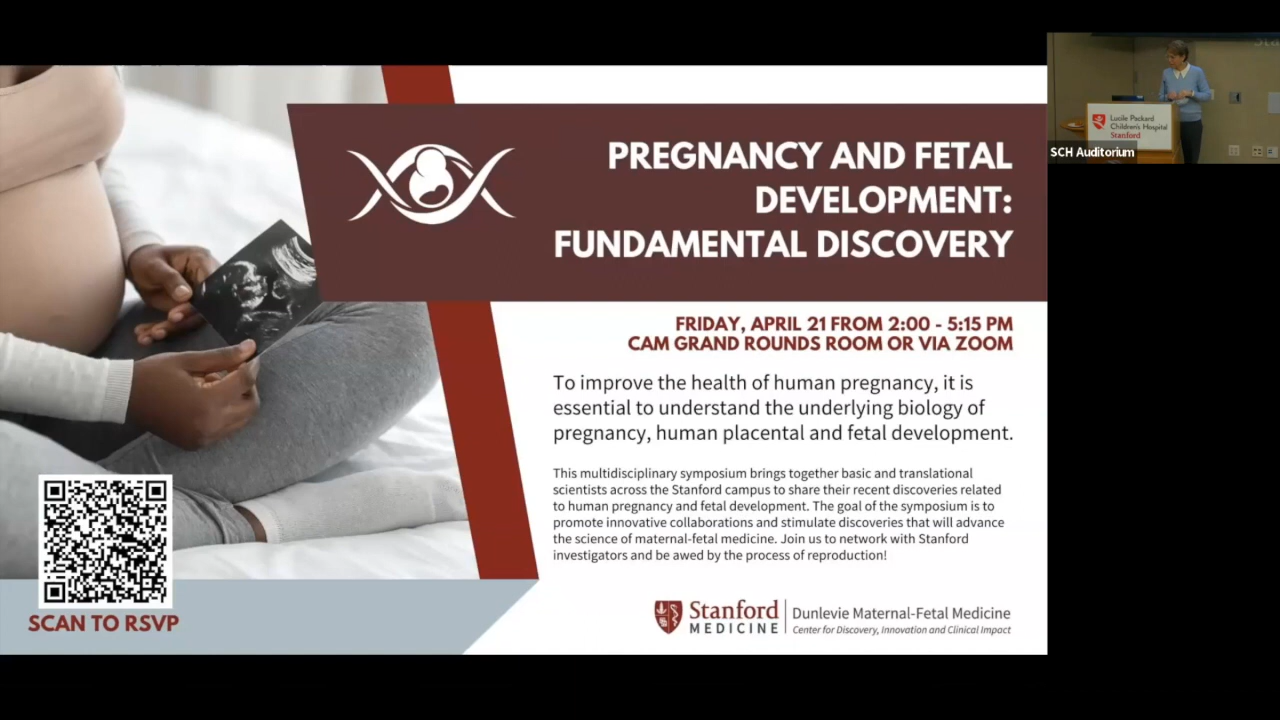 PREGNANCY AND FETAL
DEVELOPMENT:
FUNDAMENTAL DISCOVERY
FRIDAY, APRIL 21 FROM 2:00 - 5:15 PM
CAM GRAND ROUNDS ROOM OR VIA ZOOM
To improve the health of human pregnancy, it is
essential to understand the underlying biology of
pregnancy, human placental and fetal development.
This multidisciplinary symposium brings together basic and translational
scientists across the Stanford campus to share their recent discoveries related
to human pregnancy and fetal development. The goal of the symposium is to
promote innovative collaborations and stimulate discoveries that will advance
the science of maternal-fetal medicine. Join us to network with Stanford
investigators and be awed by the process of reproduction!
SCAN TO RSVP
Stanford
MEDICINE
Dunlevie Maternal-Fetal Medicine
Center for Discovery, Innovation and Clinical Impact
Lucile Packard
Children's Hospital
Stanford
SCH Auditorium